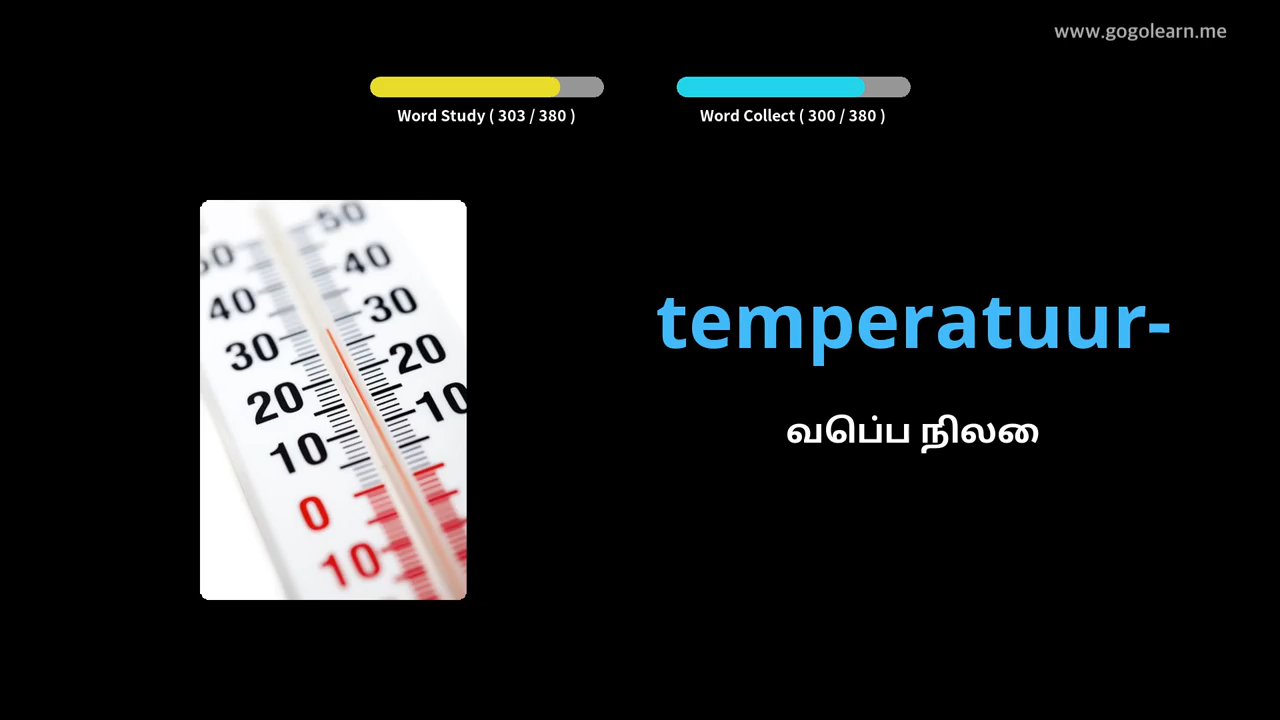 www.gogolearn.me
Word Study ( 303 / 380 )
Word Collect ( 300 / 380 )
temperatuur-
வெப்ப நிலை
50
50
40
40
30
30
20
20
10
10
0
10